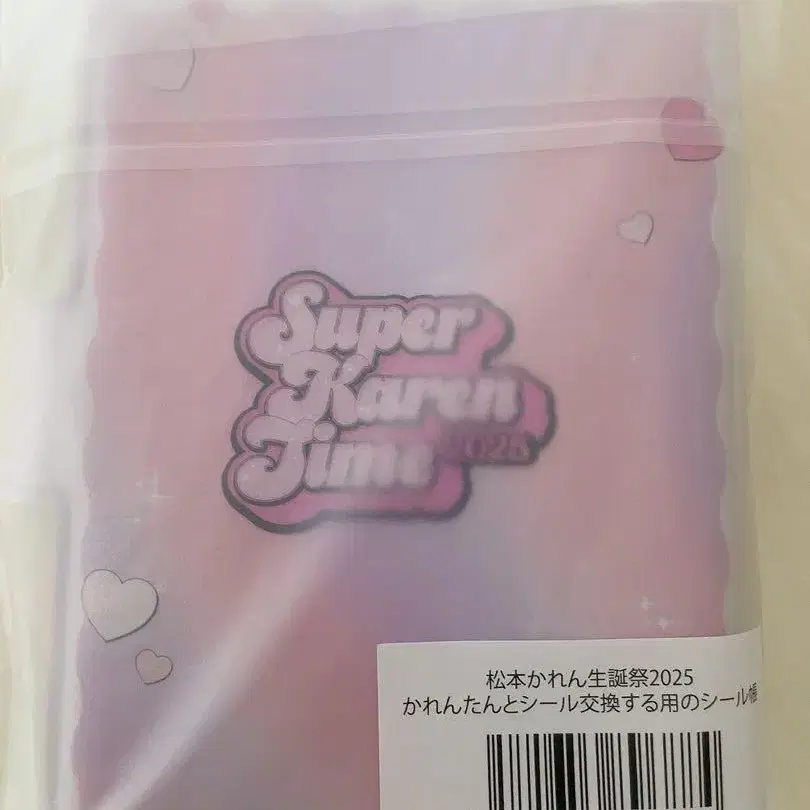 Super
Karen
Time 2025
松本かれん生誕祭2025
かれんたんとシール交換する用のシール帳